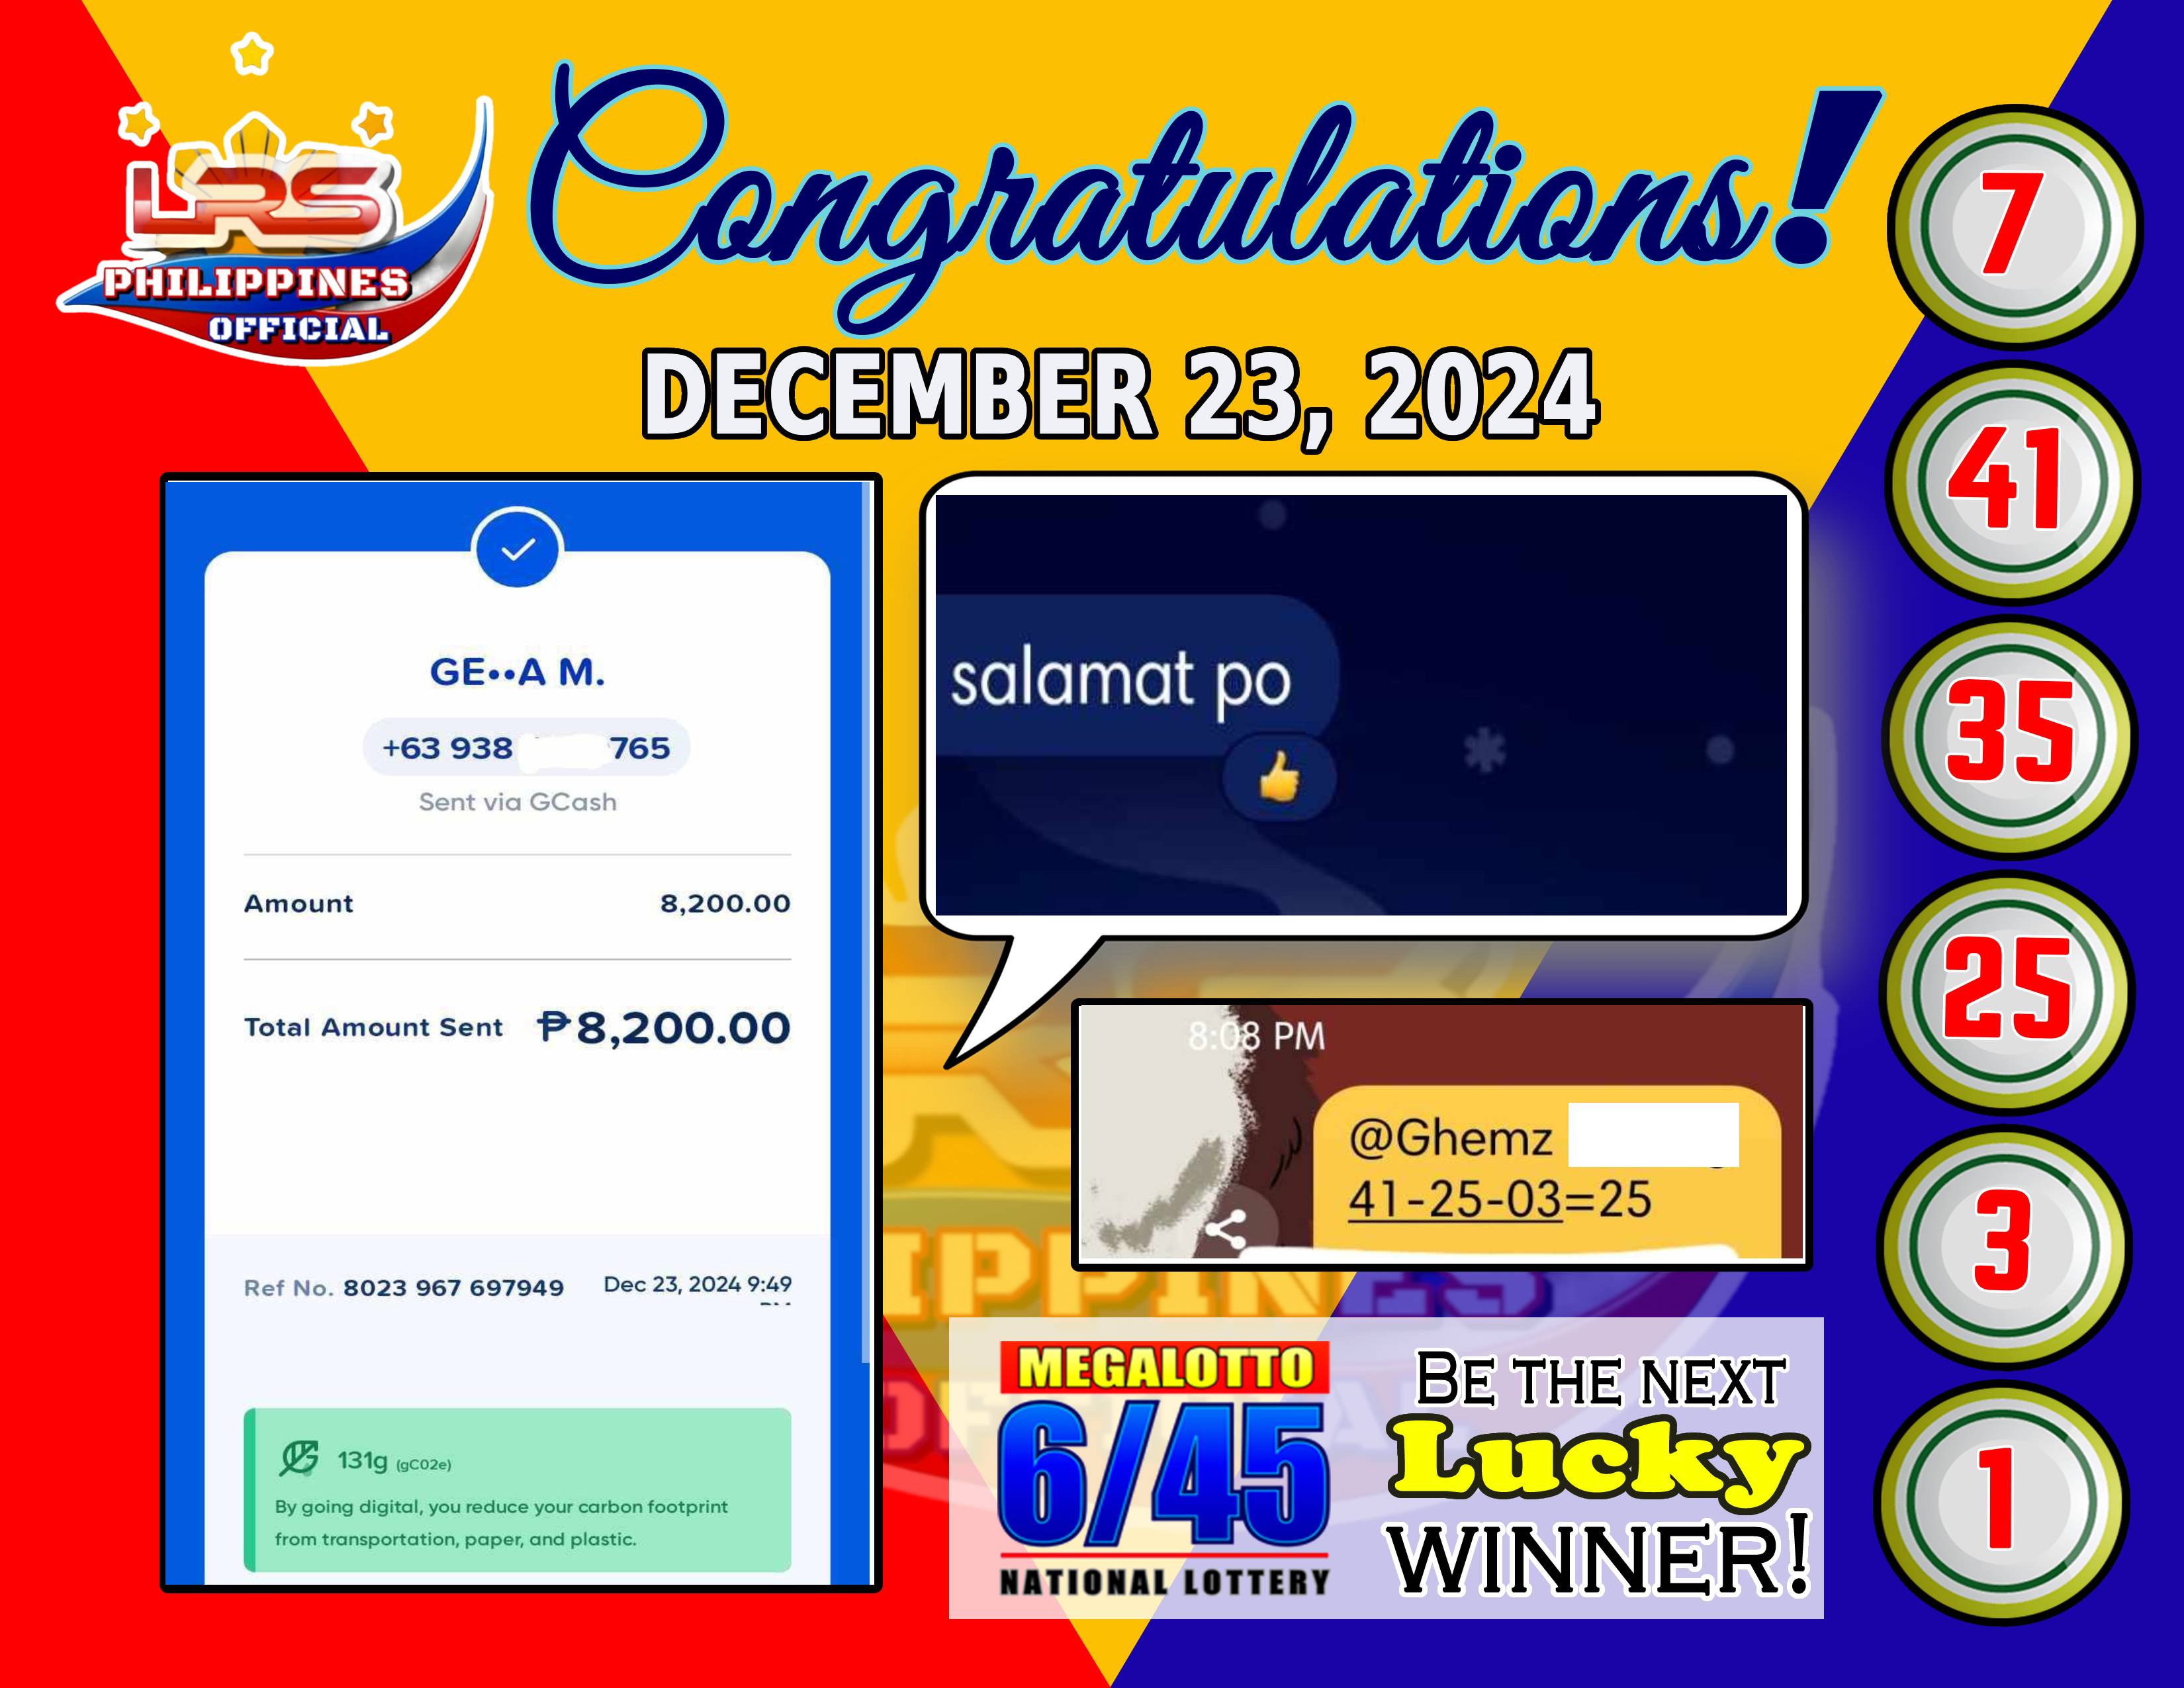 LRS
PHILIPPINES
OFFICIAL
Congratulations!
DECEMBER 23, 2024
GE••A M.
+63 938 765
Sent via GCash
Amount 8,200.00
Total Amount Sent ₱8,200.00
Ref No. 8023 967 697949 Dec 23, 2024 9:49
131g (gCO2e)
By going digital, you reduce your carbon footprint
from transportation, paper, and plastic.
salamat po
8:08 PM
@Ghemz
41-25-03=25
MEGALOTTO
6/45
NATIONAL LOTTERY
BE THE NEXT
Lucky
WINNER!
7
41
35
25
3
1